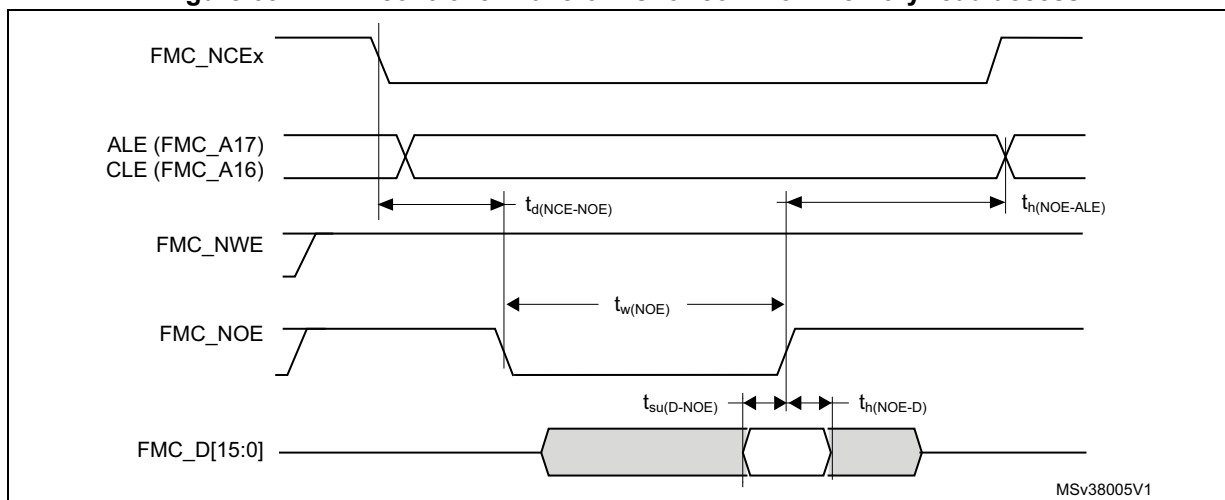 FMC_NCEx
ALE (FMC_A17)
CLE (FMC_A16)
td(NCE-NOE)
th(NOE-ALE)
FMC_NWE
tw(NOE)
FMC_NOE
tsu(D-NOE)
th(NOE-D)
FMC_D[15:0]
MSv38005V1